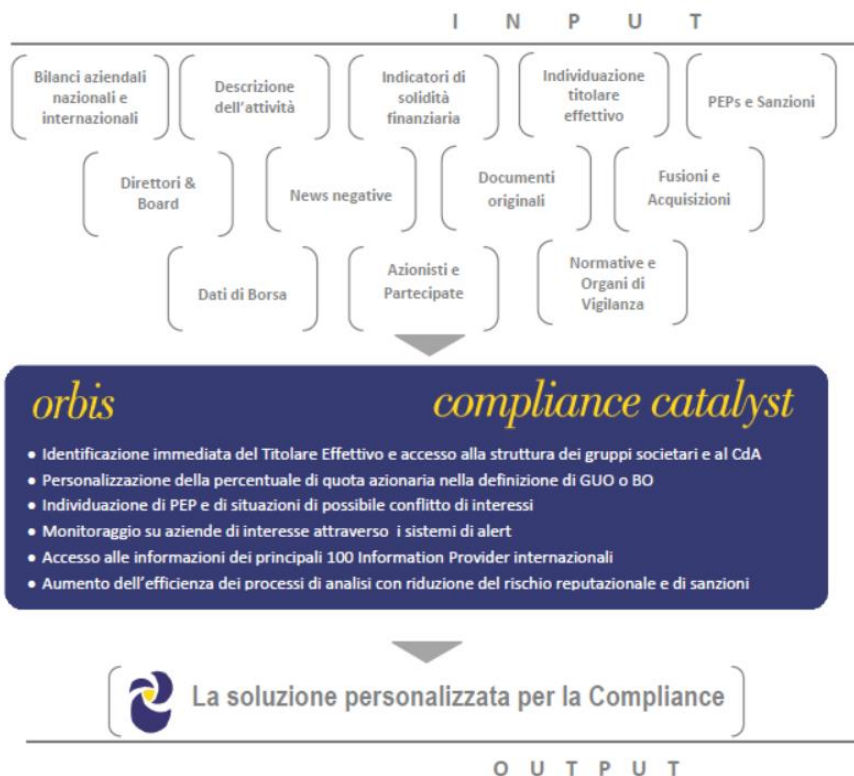 I N P U T
Bilanci aziendali
nazionali e
internazionali
Descrizione
dell'attività
Indicatori di
solidità
finanziaria
Individuazione
titolare
effettivo
PEPs e Sanzioni
Direttori &
Board
News negative
Documenti
originali
Fusioni e
Acquisizioni
Dati di Borsa
Azionisti e
Partecipate
Normative e
Organi di
Vigilanza
orbis
compliance catalyst
• Identificazione immediata del Titolare Effettivo e accesso alla struttura dei gruppi societari e al CdA
• Personalizzazione della percentuale di quota azionaria nella definizione di GUO o BO
• Individuazione di PEP e di situazioni di possibile conflitto di interessi
• Monitoraggio su aziende di interesse attraverso i sistemi di alert
• Accesso alle informazioni dei principali 100 Information Provider internazionali
• Aumento dell'efficienza dei processi di analisi con riduzione del rischio reputazionale e di sanzioni
La soluzione personalizzata per la Compliance
O U T P U T